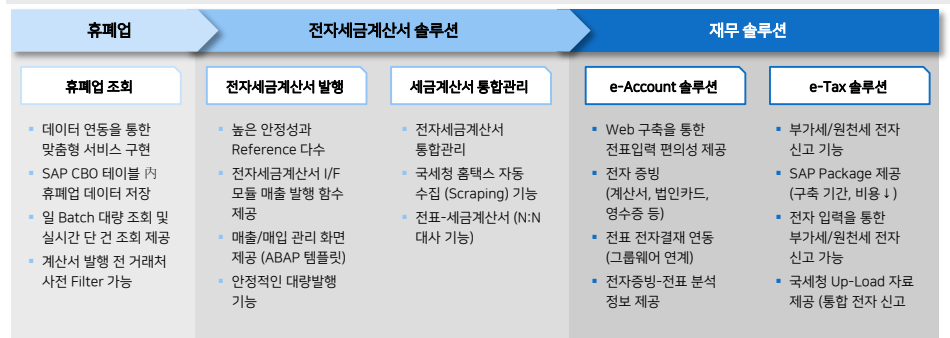 휴폐업
전자세금계산서 솔루션
재무 솔루션
휴폐업 조회
데이터 연동을 통한
맞춤형 서비스 구현
SAP CBO 테이블 內
휴폐업 데이터 저장
일 Batch 대량 조회 및
실시간 단 건 조회 제공
계산서 발행 전 거래처
사전 Filter 가능
전자세금계산서 발행
높은 안정성과
Reference 다수
전자세금계산서 I/F
모듈 매출 발행 함수
제공
매출/매입 관리 화면
제공 (ABAP 템플릿)
안정적인 대량발행
기능
세금계산서 통합관리
전자세금계산서
통합관리
국세청 홈택스 자동
수집 (Scraping) 기능
전표-세금계산서 (N:N
대사 기능)
e-Account 솔루션
Web 구축을 통한
전표입력 편의성 제공
전자 증빙
(계산서, 법인카드,
영수증 등)
전표 전자결재 연동
(그룹웨어 연계)
전자증빙-전표 분석
정보 제공
e-Tax 솔루션
부가세/원천세 전자
신고 기능
SAP Package 제공
(구축 기간, 비용↓)
전자 입력을 통한
부가세/원천세 전자
신고 가능
국세청 Up-Load 자료
제공 (통합 전자 신고